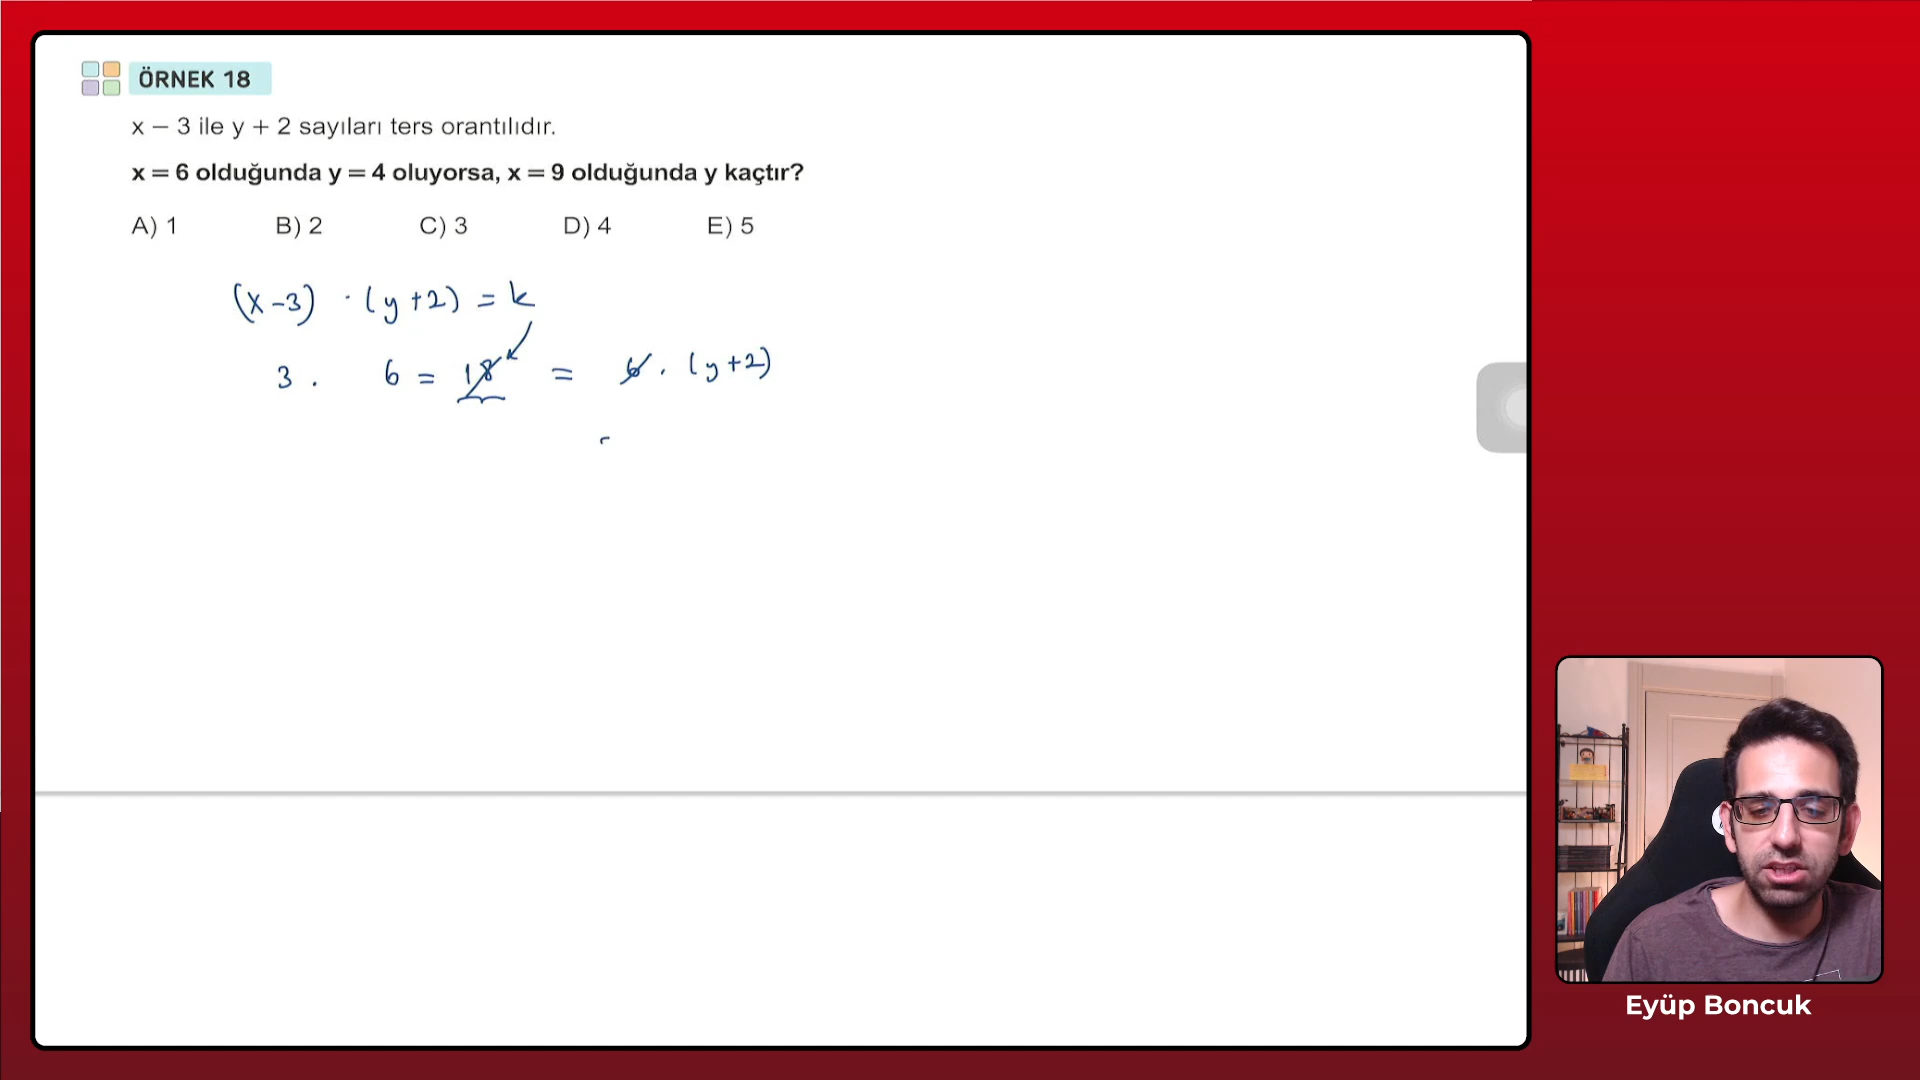 ÖRNEK 18
x − 3 ile y + 2 sayıları ters orantılıdır.
x = 6 olduğunda y = 4 oluyorsa, x = 9 olduğunda y kaçtır?
A) 1 B) 2 C) 3 D) 4 E) 5
(x-3) · (y+2) = k
3 . 6 = 18 = 6 . (y+2)
Eyüp Boncuk